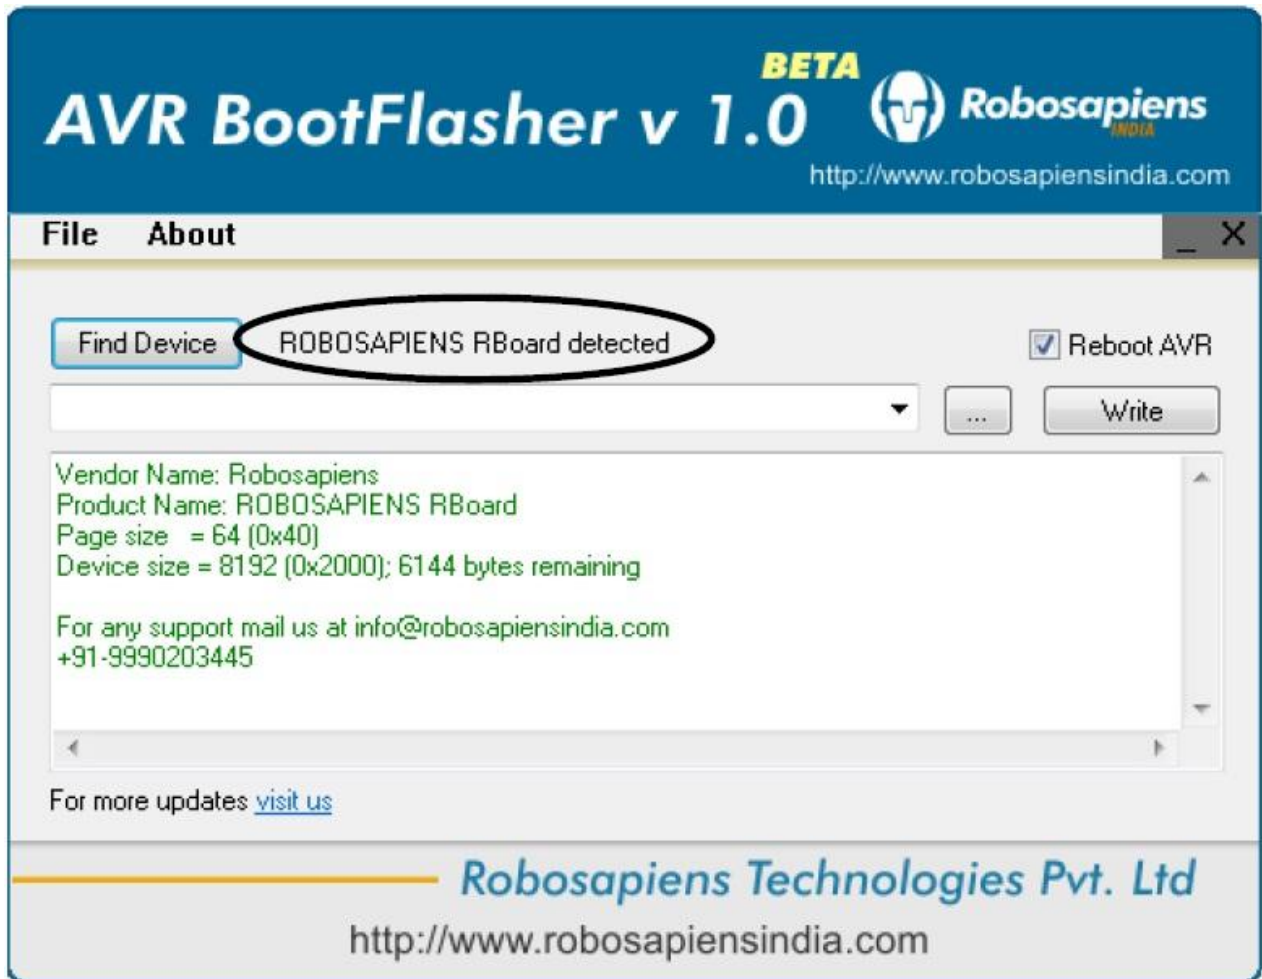 BETA
AVR BootFlasher v 1.0
Robosapiens
INDIA
http://www.robosapiensindia.com
File About _ X
Find Device ROBOSAPIENS RBoard detected Reboot AVR
... Write
Vendor Name: Robosapiens
Product Name: ROBOSAPIENS RBoard
Page size = 64 (0x40)
Device size = 8192 (0x2000); 6144 bytes remaining
For any support mail us at info@robosapiensindia.com
+91-9990203445
For more updates visit us
Robosapiens Technologies Pvt. Ltd
http://www.robosapiensindia.com